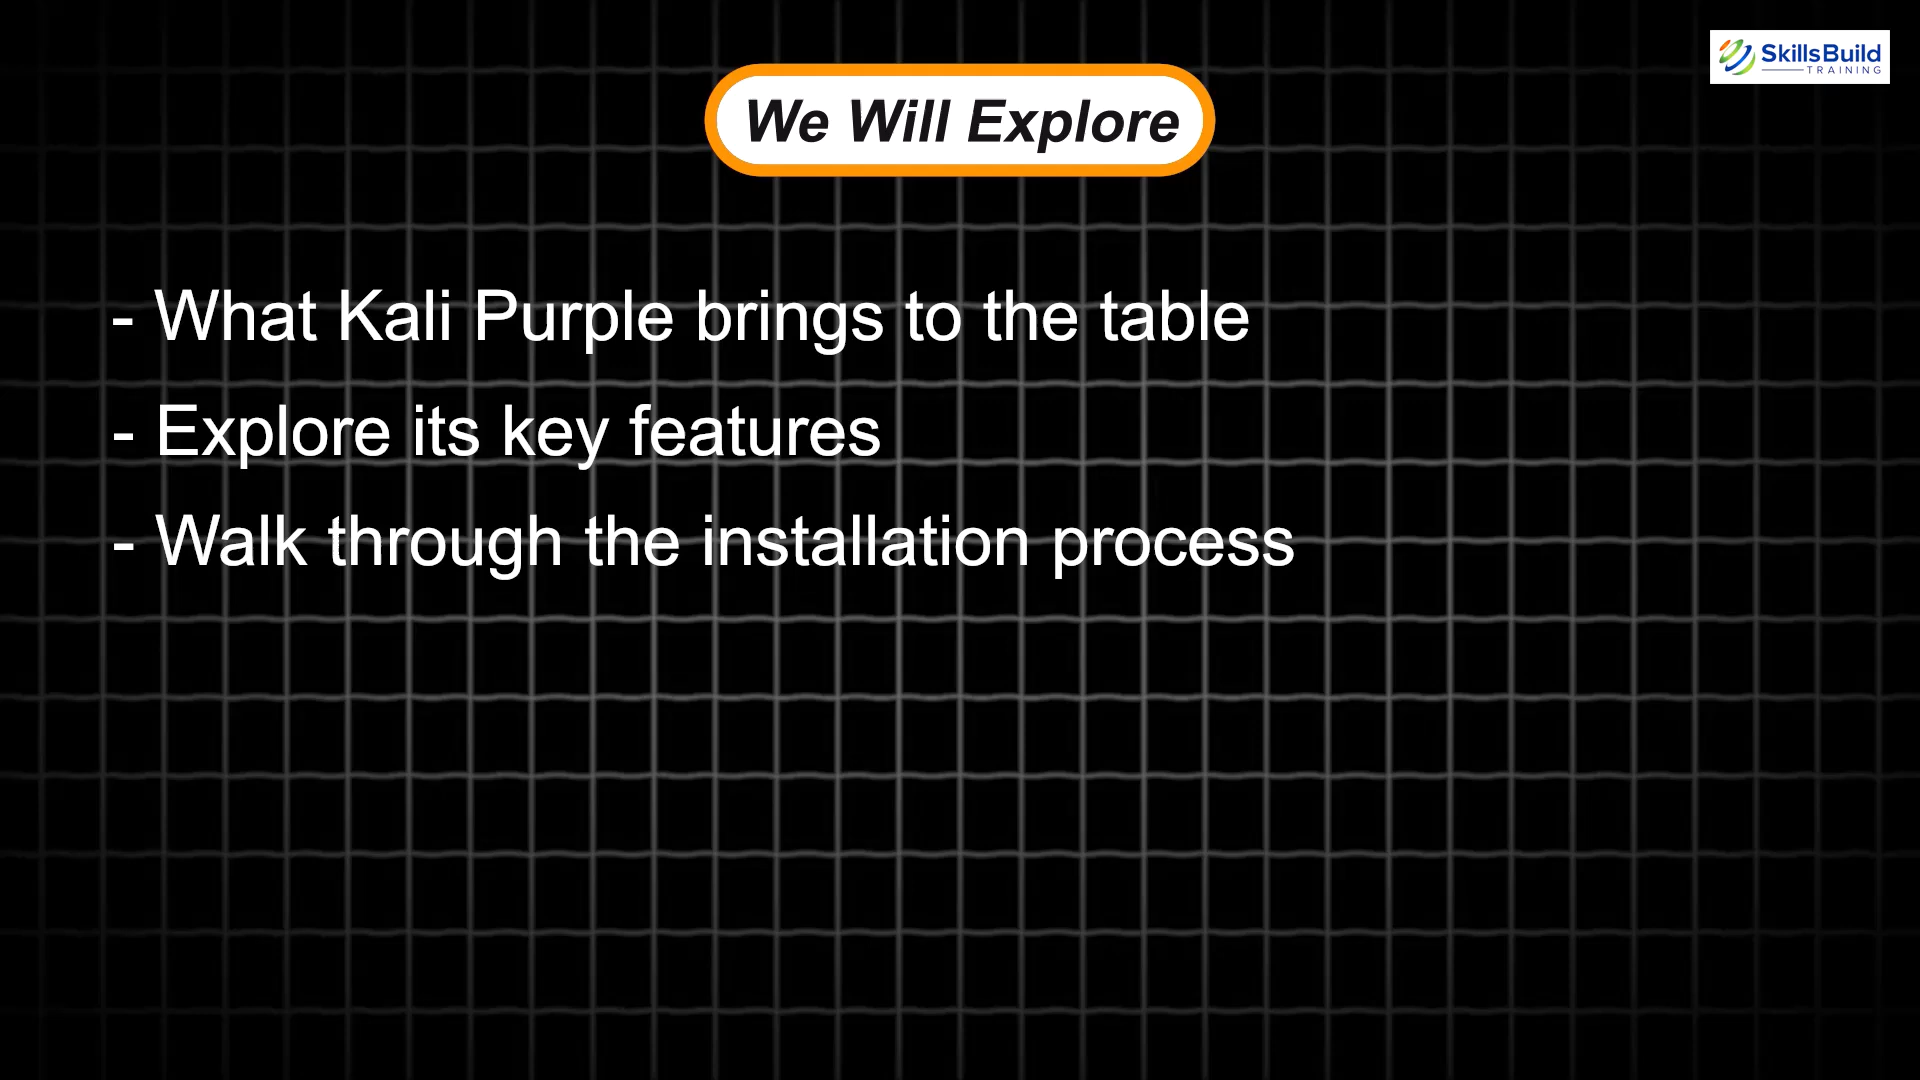 SkillsBuild
TRAINING
We Will Explore
- What Kali Purple brings to the table
- Explore its key features
- Walk through the installation process